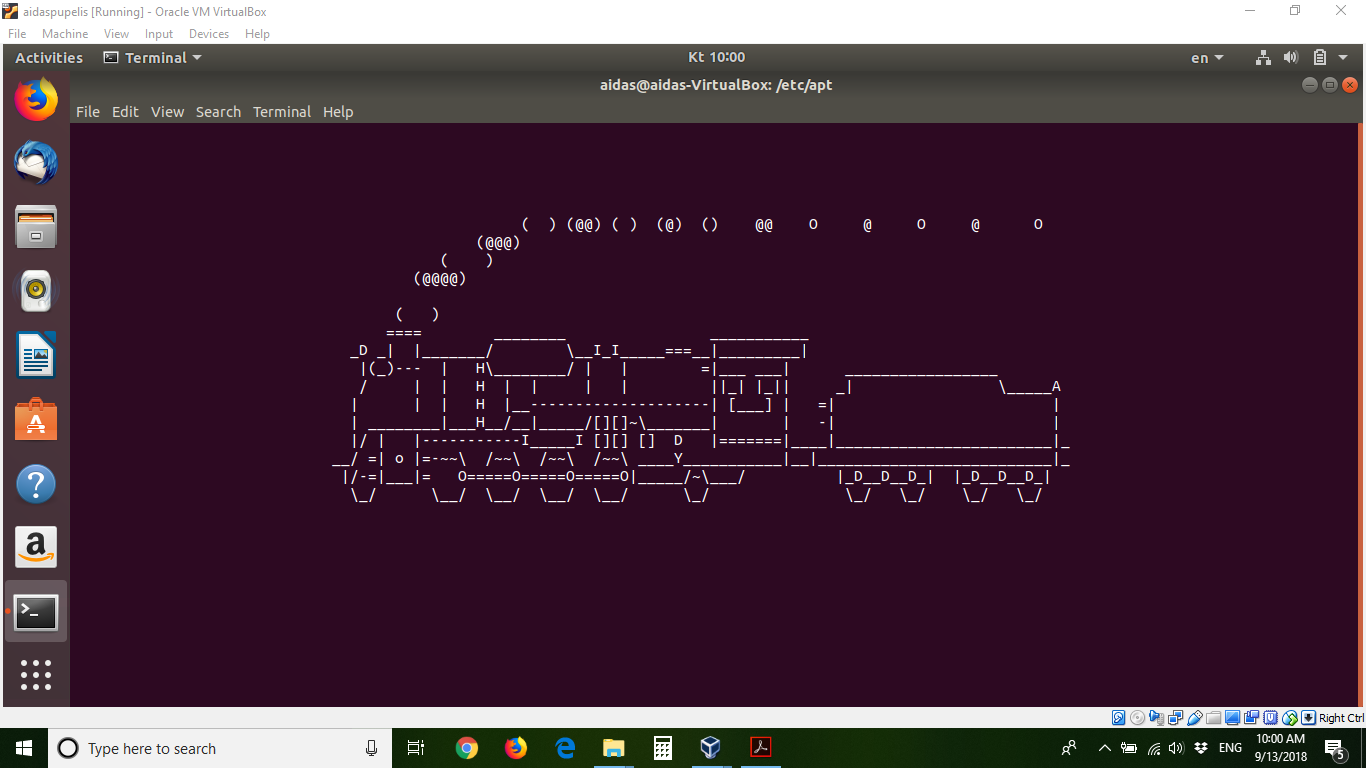 aidaspupelis [Running] - Oracle VM VirtualBox
File Machine View Input Devices Help
Activities Terminal Kt 10:00 en
aidas@aidas-VirtualBox: /etc/apt
File Edit View Search Terminal Help
                      (  ) (@@) ( )  (@)  ()    @@    O     @     O     @      O
                 (@@@)
             (    )
          (@@@@)

        (   )
       ====        ________                ___________
   _D _|  |_______/        \__I_I_____===__|_________|
    |(_)---  |   H\________/ |   |        =|___ ___|      _________________
    /     |  |   H  |  |     |   |         ||_| |_||     _|                \_____A
   |      |  |   H  |__--------------------| [___] |   =|                        |
   | ________|___H__/__|_____/[][]~\_______|       |   -|                        |
   |/ |   |-----------I_____I [][] []  D   |=======|____|________________________|_
 __/ =| o |=-~~\  /~~\  /~~\  /~~\ ____Y___________|__|__________________________|_
  |/-=|___|=   O=====O=====O=====O|_____/~\___/          |_D__D__D_|  |_D__D__D_|
   \_/      \__/  \__/  \__/  \__/      \_/               \_/   \_/    \_/   \_/
Right Ctrl
Type here to search
ENG
10:00 AM
9/13/2018
5